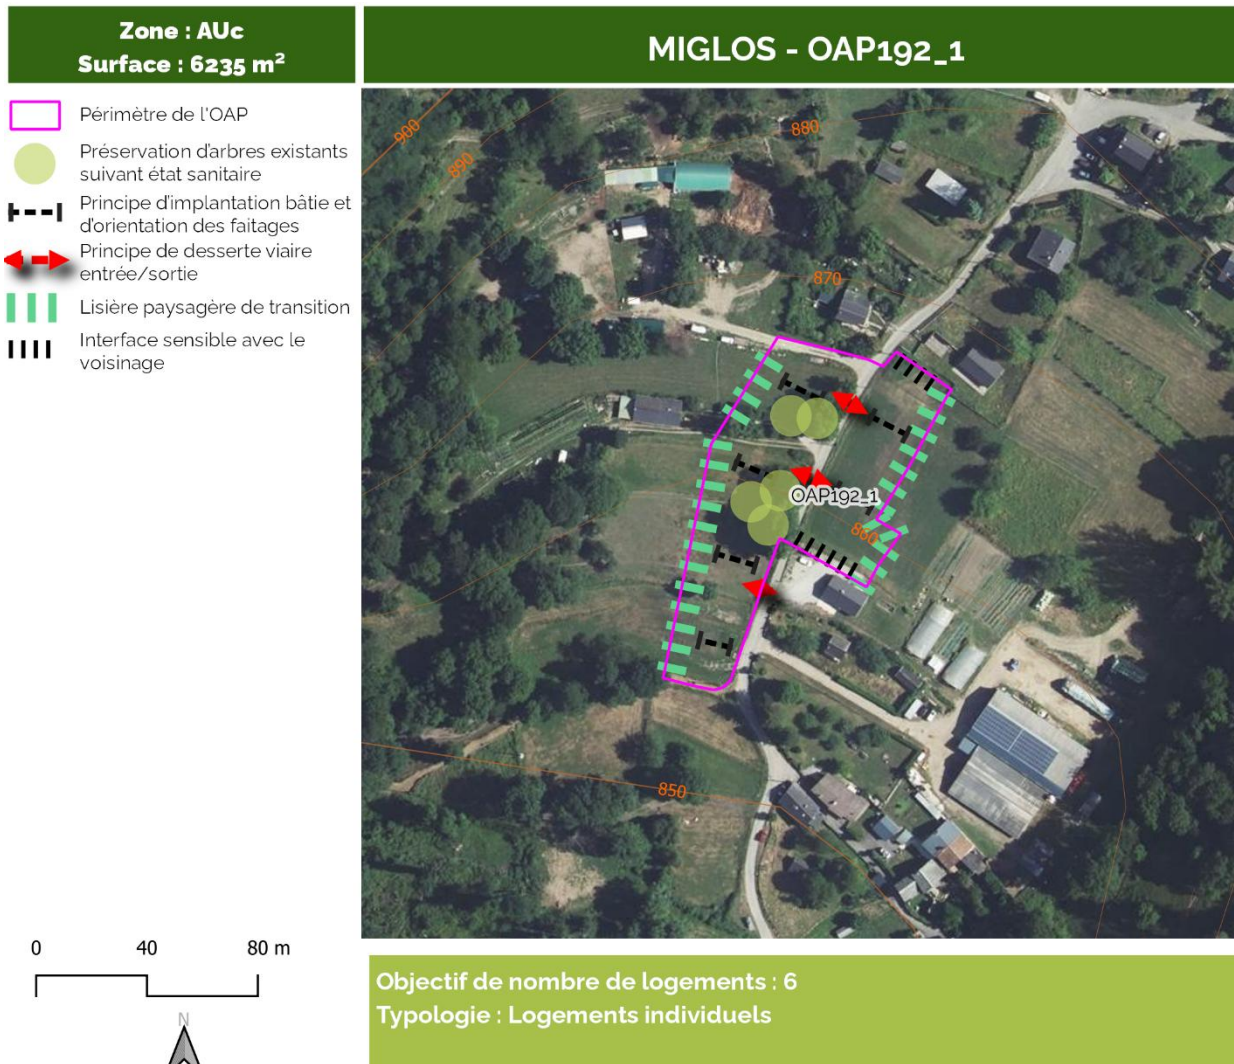 Zone : AUc
Surface : 6235 m²
MIGLOS - OAP192_1
Périmètre de l'OAP
Préservation d'arbres existants
suivant état sanitaire
Principe d'implantation bâtie et
d'orientation des faitages
Principe de desserte viaire
entrée/sortie
Lisière paysagère de transition
Interface sensible avec le
voisinage
900
890
880
870
OAP192_1
860
850
0 40 80 m
N
Objectif de nombre de logements : 6
Typologie : Logements individuels